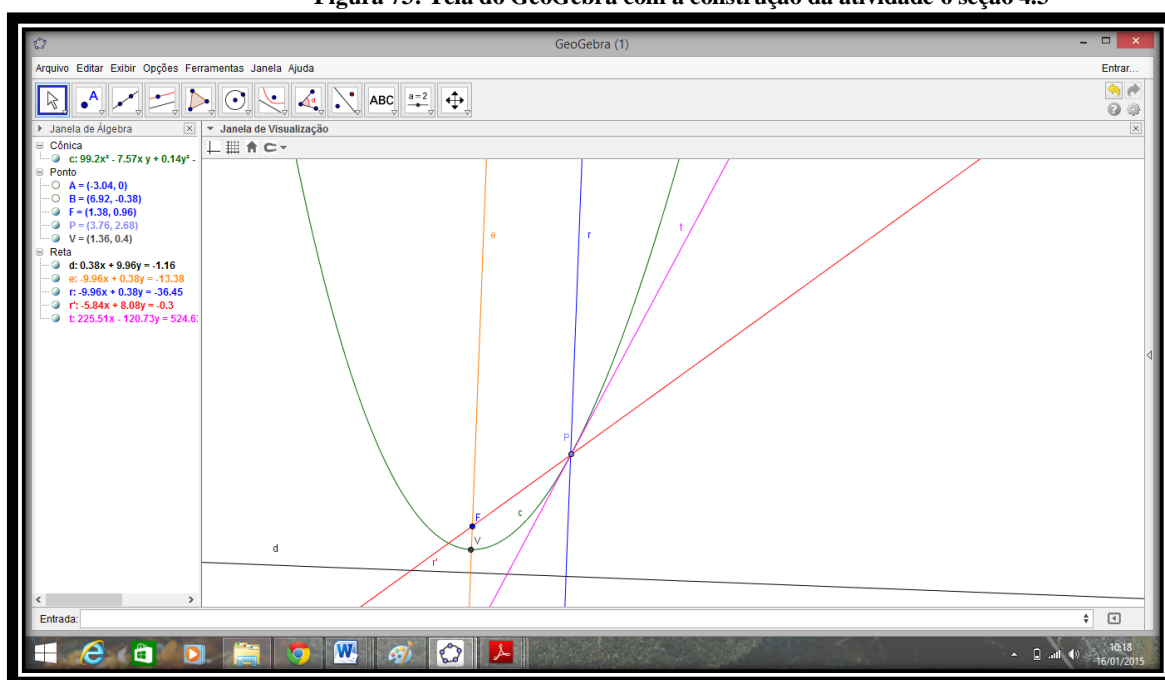 Figura 75: Tela do GeoGebra com a construção da atividade 6 seção 4.5
GeoGebra (1)
Arquivo Editar Exibir Opções Ferramentas Janela Ajuda
Entrar...
A
α
ABC
a=2
Janela de Álgebra
Janela de Visualização
Cônica
c: 99.2x² - 7.57x y + 0.14y² -
Ponto
A = (-3.04, 0)
B = (6.92, -0.38)
F = (1.38, 0.96)
P = (3.76, 2.68)
V = (1.36, 0.4)
Reta
d: 0.38x + 9.96y = -1.16
e: -9.96x + 0.38y = -13.38
r: -9.96x + 0.38y = -36.45
r': -5.84x + 8.08y = -0.3
t: 225.51x - 120.73y = 524.6
e
r
t
P
F
c
V
d
r'
Entrada:
10:18
16/01/2015